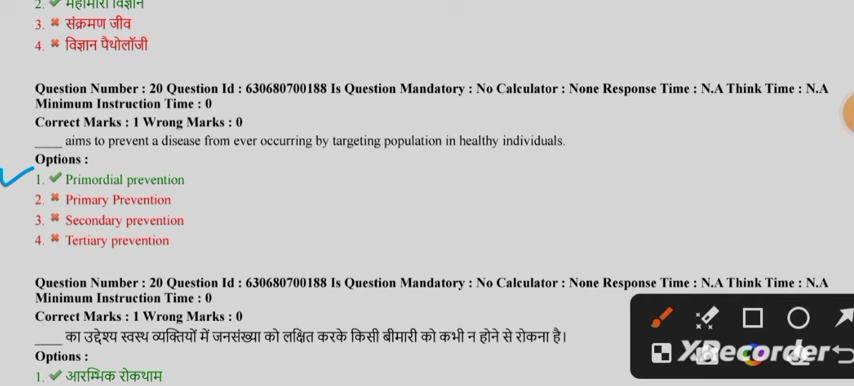 2. महामारी विज्ञान
3. संक्रमण जीव
4. विज्ञान पैथोलॉजी
Question Number : 20 Question Id : 630680700188 Is Question Mandatory : No Calculator : None Response Time : N.A Think Time : N.A
Minimum Instruction Time : 0
Correct Marks : 1 Wrong Marks : 0
____ aims to prevent a disease from ever occurring by targeting population in healthy individuals.
Options :
1. Primordial prevention
2. Primary Prevention
3. Secondary prevention
4. Tertiary prevention
Question Number : 20 Question Id : 630680700188 Is Question Mandatory : No Calculator : None Response Time : N.A Think Time : N.A
Minimum Instruction Time : 0
Correct Marks : 1 Wrong Marks : 0
____ का उद्देश्य स्वस्थ व्यक्तियों में जनसंख्या को लक्षित करके किसी बीमारी को कभी न होने से रोकना है।
Options :
1. आरम्भिक रोकथाम
XRecorder